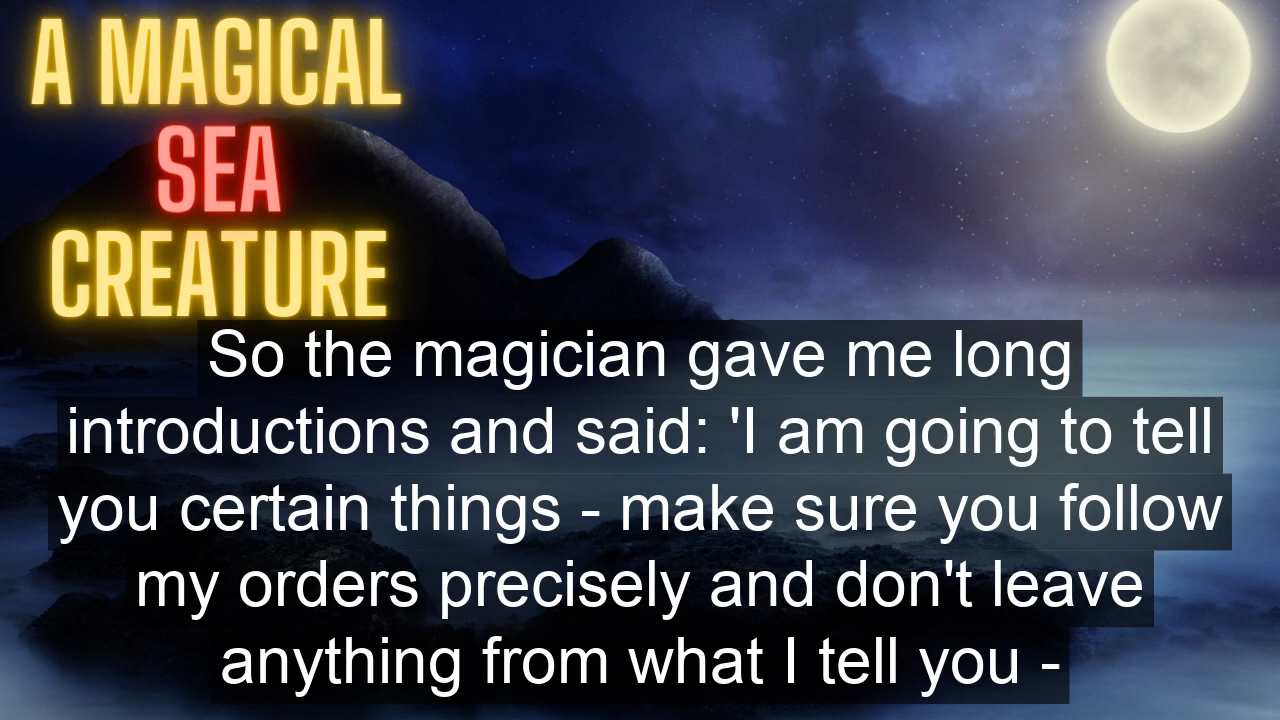 A MAGICAL
SEA
CREATURE
So the magician gave me long
introductions and said: 'I am going to tell
you certain things - make sure you follow
my orders precisely and don't leave
anything from what I tell you -